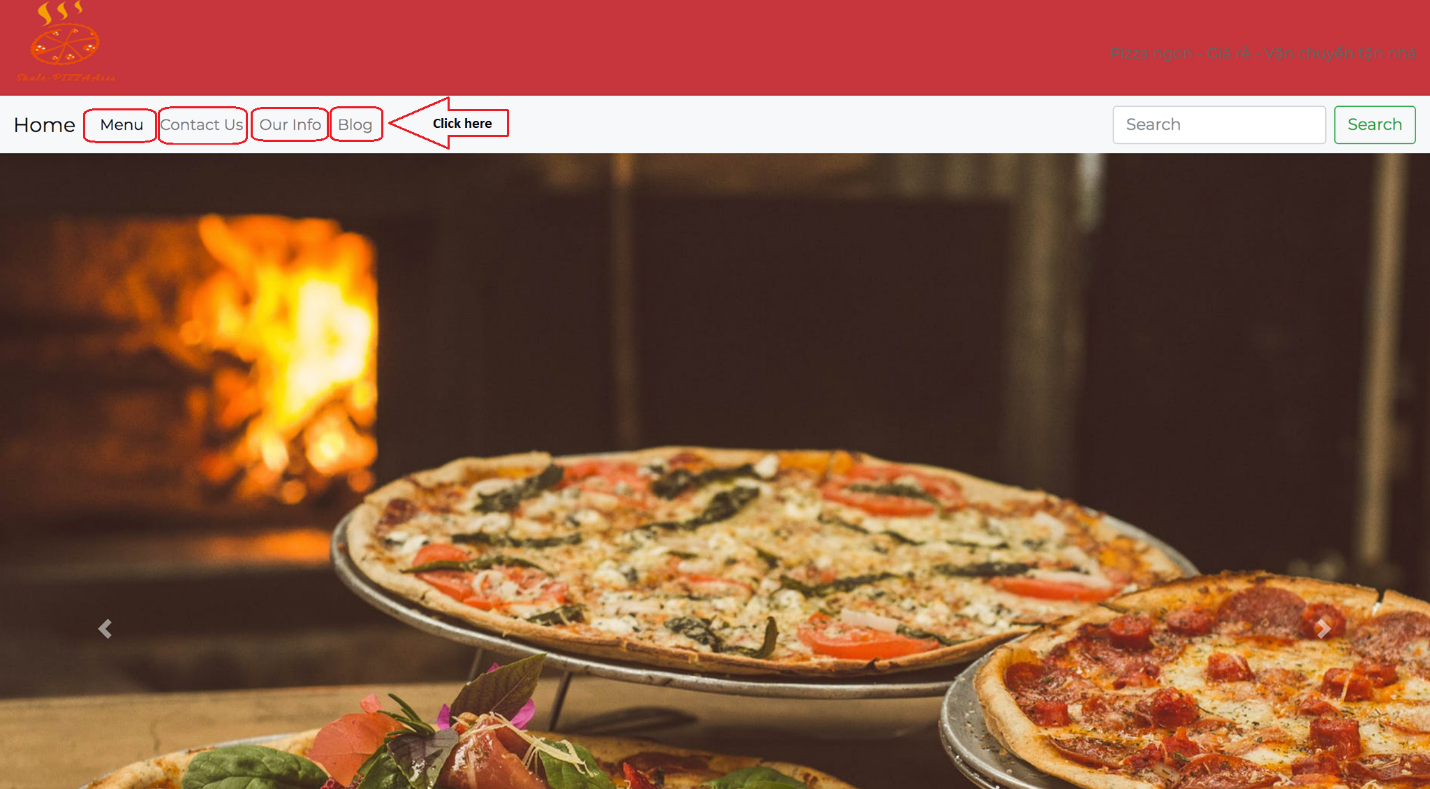 Pizza ngon - Giá rẻ - Vận chuyển tận nhà
Home Menu Contact Us Our Info Blog Click here Search Search